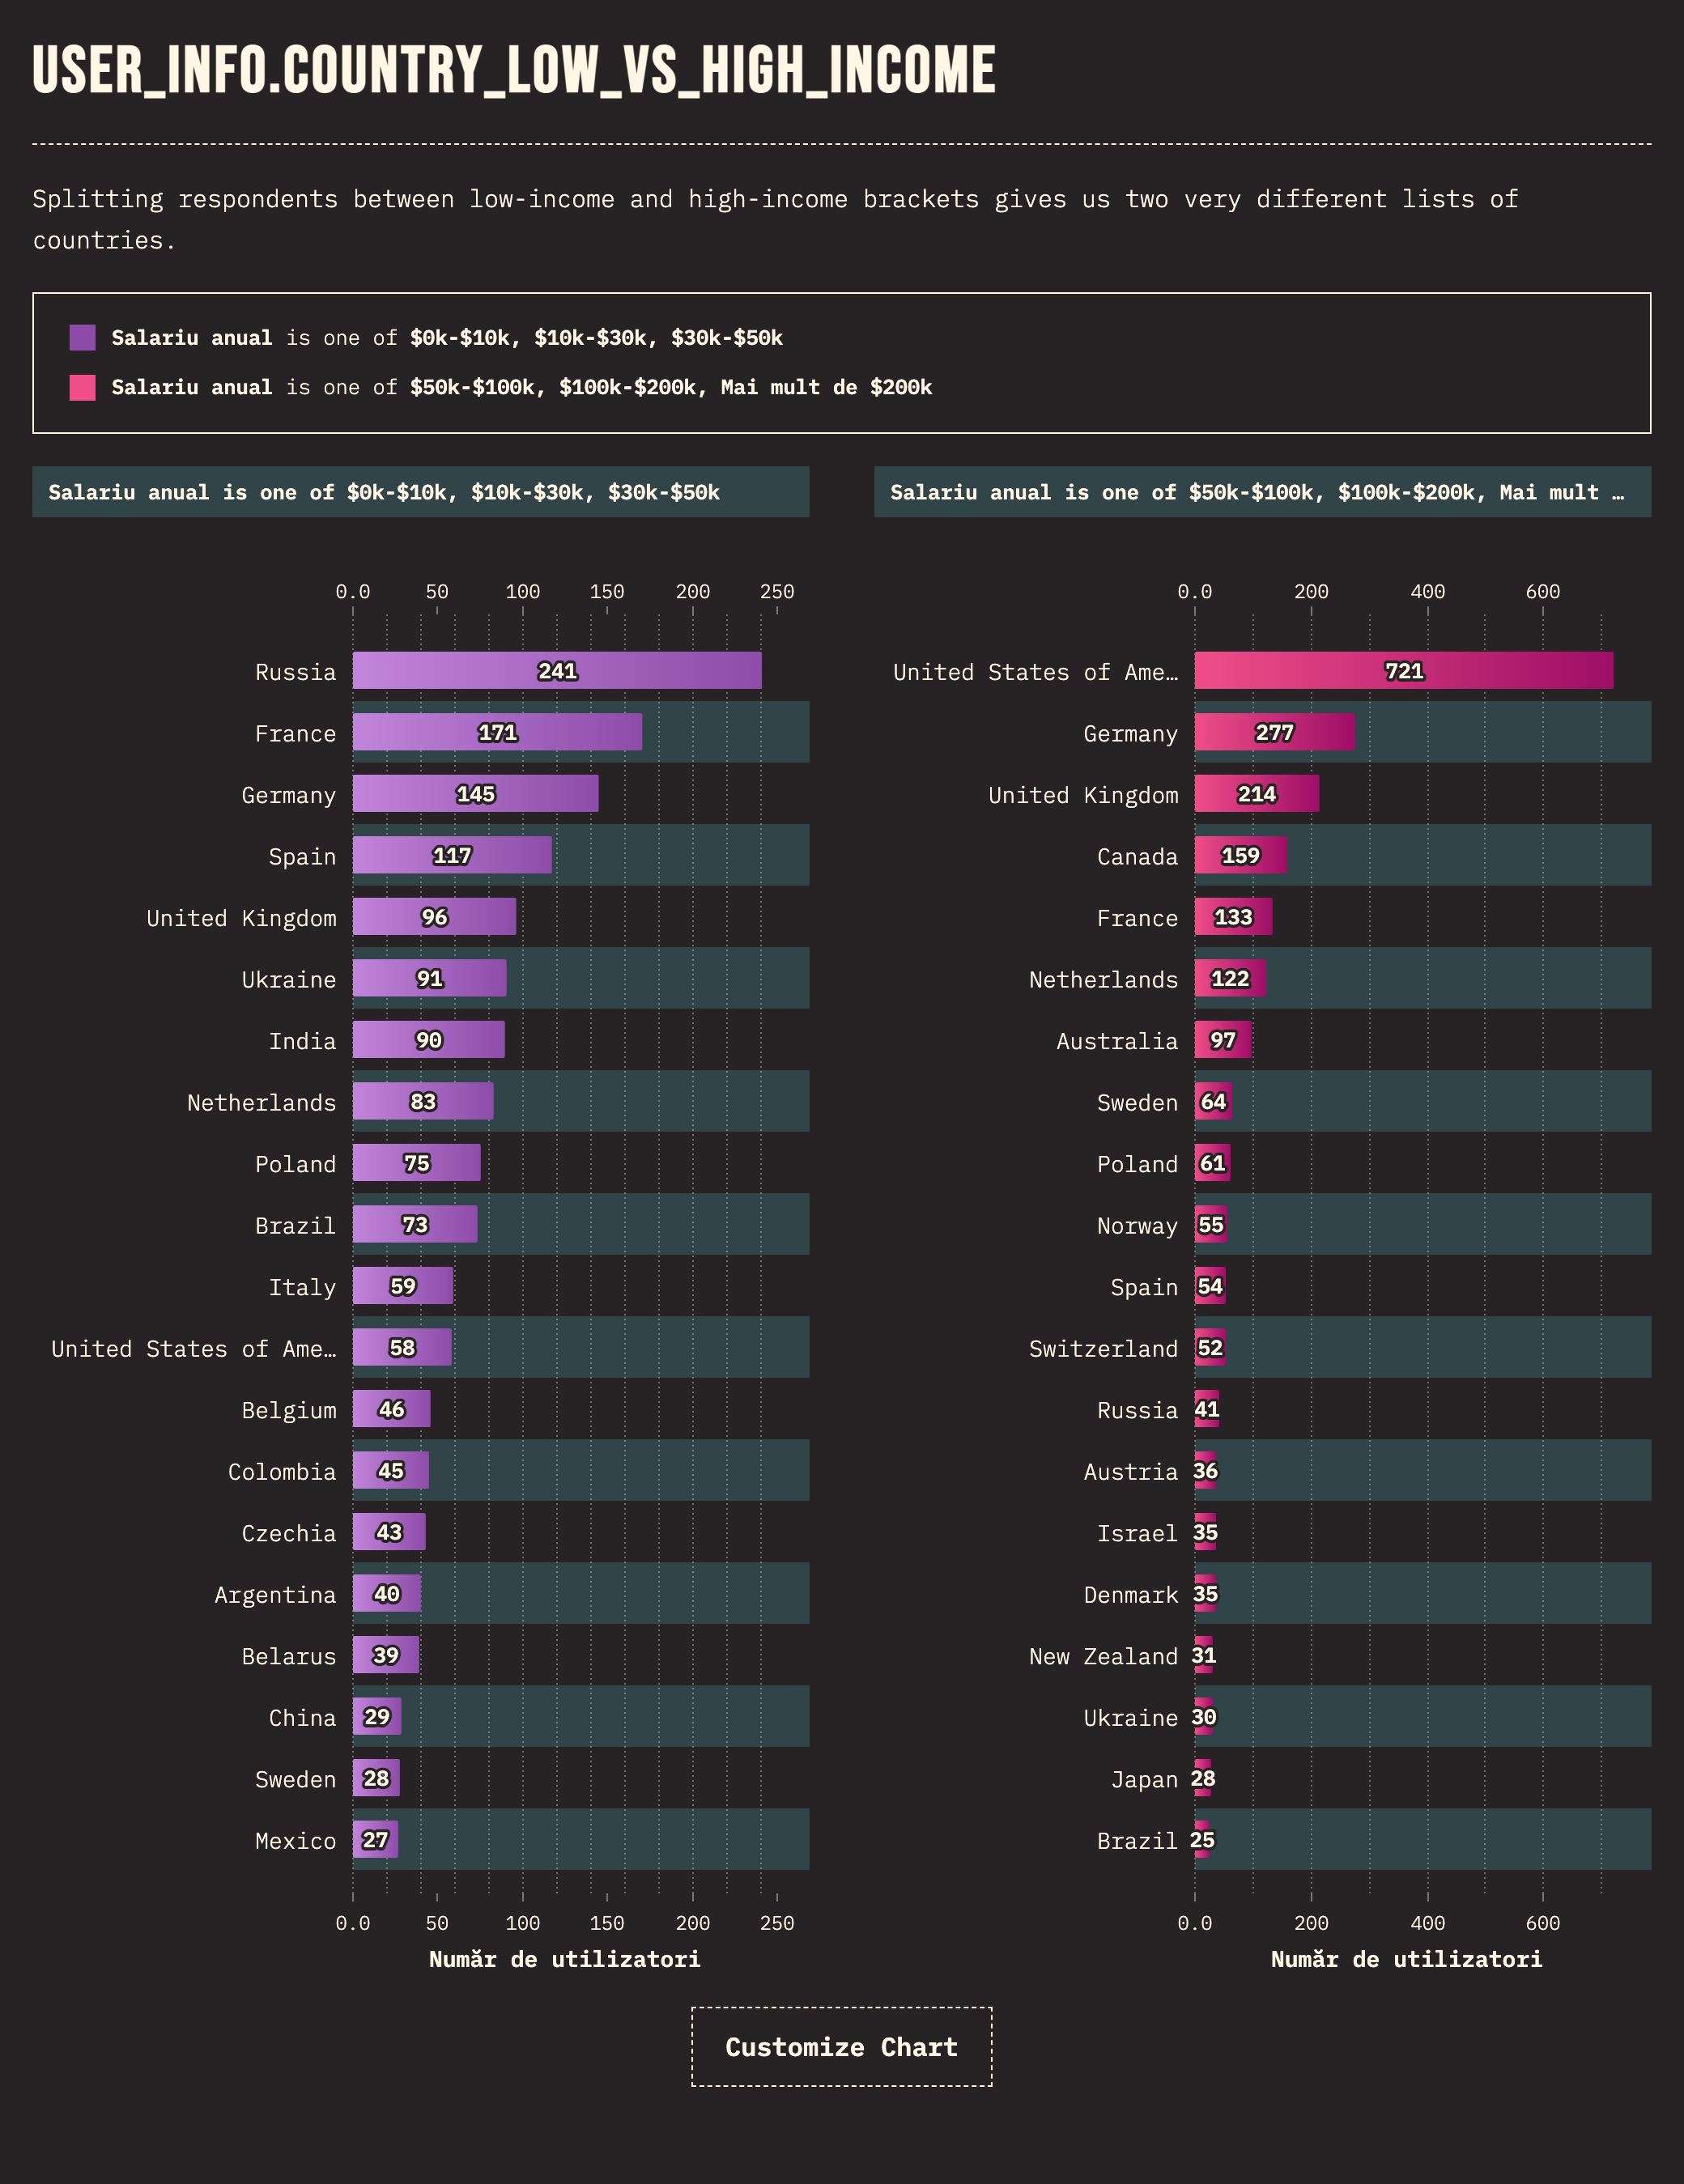 USER_INFO.COUNTRY_LOW_VS_HIGH_INCOME
Splitting respondents between low-income and high-income brackets gives us two very different lists of
countries.
Salariu anual is one of $0k-$10k, $10k-$30k, $30k-$50k
Salariu anual is one of $50k-$100k, $100k-$200k, Mai mult de $200k
Salariu anual is one of $0k-$10k, $10k-$30k, $30k-$50k
0.0 50 100 150 200 250
Russia 241
France 171
Germany 145
Spain 117
United Kingdom 96
Ukraine 91
India 90
Netherlands 83
Poland 75
Brazil 73
Italy 59
United States of Ame… 58
Belgium 46
Colombia 45
Czechia 43
Argentina 40
Belarus 39
China 29
Sweden 28
Mexico 27
0.0 50 100 150 200 250
Număr de utilizatori
Salariu anual is one of $50k-$100k, $100k-$200k, Mai mult …
0.0 200 400 600
United States of Ame… 721
Germany 277
United Kingdom 214
Canada 159
France 133
Netherlands 122
Australia 97
Sweden 64
Poland 61
Norway 55
Spain 54
Switzerland 52
Russia 41
Austria 36
Israel 35
Denmark 35
New Zealand 31
Ukraine 30
Japan 28
Brazil 25
0.0 200 400 600
Număr de utilizatori
Customize Chart